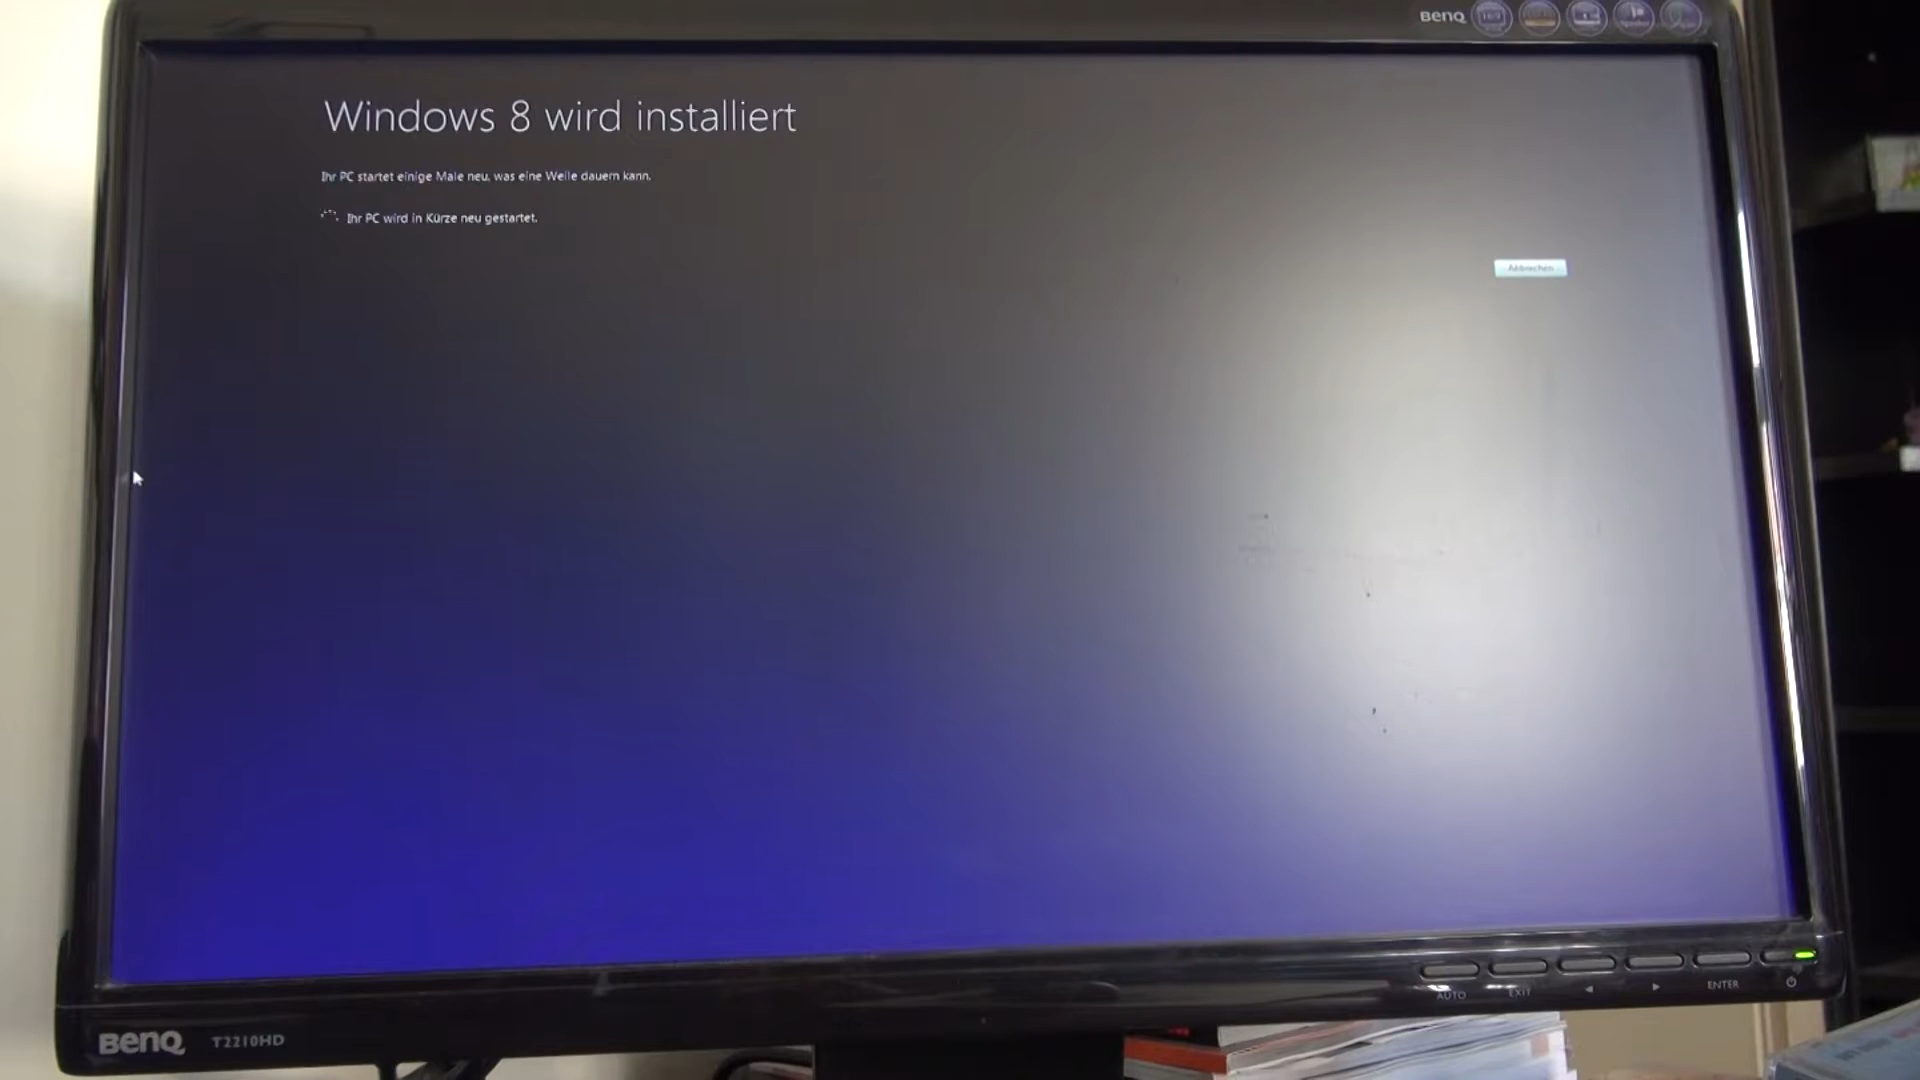 BenQ
Windows 8 wird installiert
Ihr PC startet einige Male neu, was eine Weile dauern kann.
Ihr PC wird in Kürze neu gestartet.
Abbrechen
AUTO
EXIT
ENTER
BenQ T2210HD